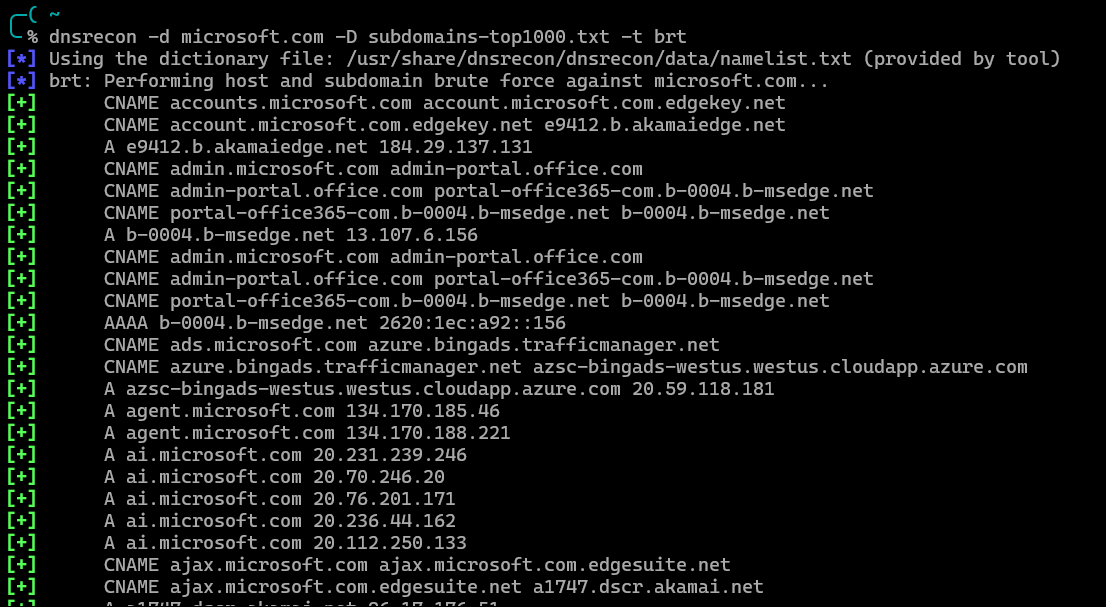 ~
% dnsrecon -d microsoft.com -D subdomains-top1000.txt -t brt
[*] Using the dictionary file: /usr/share/dnsrecon/dnsrecon/data/namelist.txt (provided by tool)
[*] brt: Performing host and subdomain brute force against microsoft.com...
[+] CNAME accounts.microsoft.com account.microsoft.com.edgekey.net
[+] CNAME account.microsoft.com.edgekey.net e9412.b.akamaiedge.net
[+] A e9412.b.akamaiedge.net 184.29.137.131
[+] CNAME admin.microsoft.com admin-portal.office.com
[+] CNAME admin-portal.office.com portal-office365-com.b-0004.b-msedge.net
[+] CNAME portal-office365-com.b-0004.b-msedge.net b-0004.b-msedge.net
[+] A b-0004.b-msedge.net 13.107.6.156
[+] CNAME admin.microsoft.com admin-portal.office.com
[+] CNAME admin-portal.office.com portal-office365-com.b-0004.b-msedge.net
[+] CNAME portal-office365-com.b-0004.b-msedge.net b-0004.b-msedge.net
[+] AAAA b-0004.b-msedge.net 2620:1ec:a92::156
[+] CNAME ads.microsoft.com azure.bingads.trafficmanager.net
[+] CNAME azure.bingads.trafficmanager.net azsc-bingads-westus.westus.cloudapp.azure.com
[+] A azsc-bingads-westus.westus.cloudapp.azure.com 20.59.118.181
[+] A agent.microsoft.com 134.170.185.46
[+] A agent.microsoft.com 134.170.188.221
[+] A ai.microsoft.com 20.231.239.246
[+] A ai.microsoft.com 20.70.246.20
[+] A ai.microsoft.com 20.76.201.171
[+] A ai.microsoft.com 20.236.44.162
[+] A ai.microsoft.com 20.112.250.133
[+] CNAME ajax.microsoft.com ajax.microsoft.com.edgesuite.net
[+] CNAME ajax.microsoft.com.edgesuite.net a1747.dscr.akamai.net
[+] A a1747.dscr.akamai.net